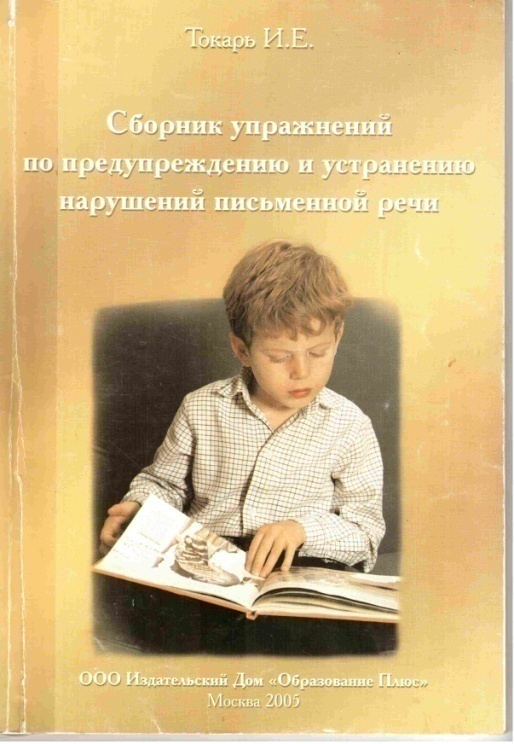 Токарь И.Е.
Сборник упражнений
по предупреждению и устранению
нарушений письменной речи
ООО Издательский Дом «Образование Плюс»
Москва 2005